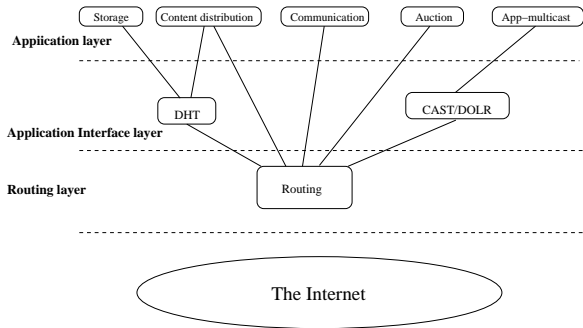 Storage Content distribution Communication Auction App-multicast
Appiication layer
DHT CAST/DOLR
Application Interface layer
Routing layer Routing
The Internet